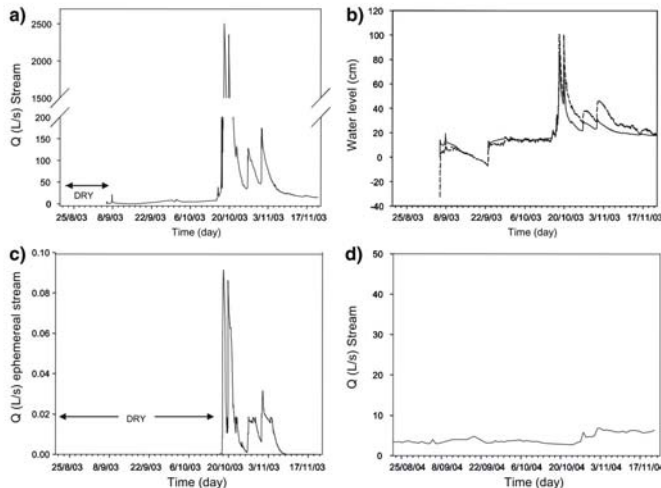 a)
Q (L/s) Stream
2500
2000
1500
200
150
100
50
0
DRY
25/8/03 8/9/03 22/9/03 6/10/03 20/10/03 3/11/03 17/11/03
Time (day)
b)
Water level (cm)
100
80
60
40
20
0
-20
-40
25/8/03 8/9/03 22/9/03 6/10/03 20/10/03 3/11/03 17/11/03
Time (day)
c)
Q (L/s) ephemereal stream
0.10
0.08
0.06
0.04
0.02
0.00
DRY
25/8/03 8/9/03 22/9/03 6/10/03 20/10/03 3/11/03 17/11/03
Time (day)
d)
Q (L/s) Stream
50
40
30
20
10
0
25/08/04 08/09/04 22/09/04 06/10/04 20/10/04 3/11/04 17/11/04
Time (day)